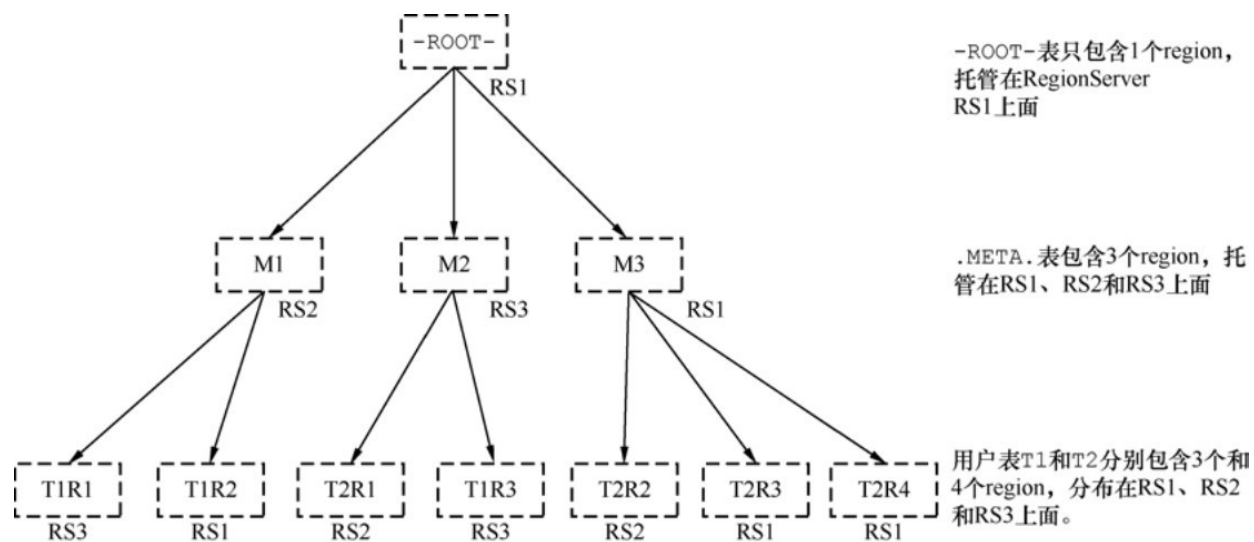 -ROOT-
RS1
-ROOT-表只包含1个region，
托管在RegionServer
RS1上面
M1
M2
M3
RS2
RS3
RS1
.META.表包含3个region，托
管在RS1、RS2和RS3上面
T1R1
T1R2
T2R1
T1R3
T2R2
T2R3
T2R4
RS3
RS1
RS2
RS3
RS2
RS1
RS1
用户表T1和T2分别包含3个和
4个region，分布在RS1、RS2
和RS3上面。